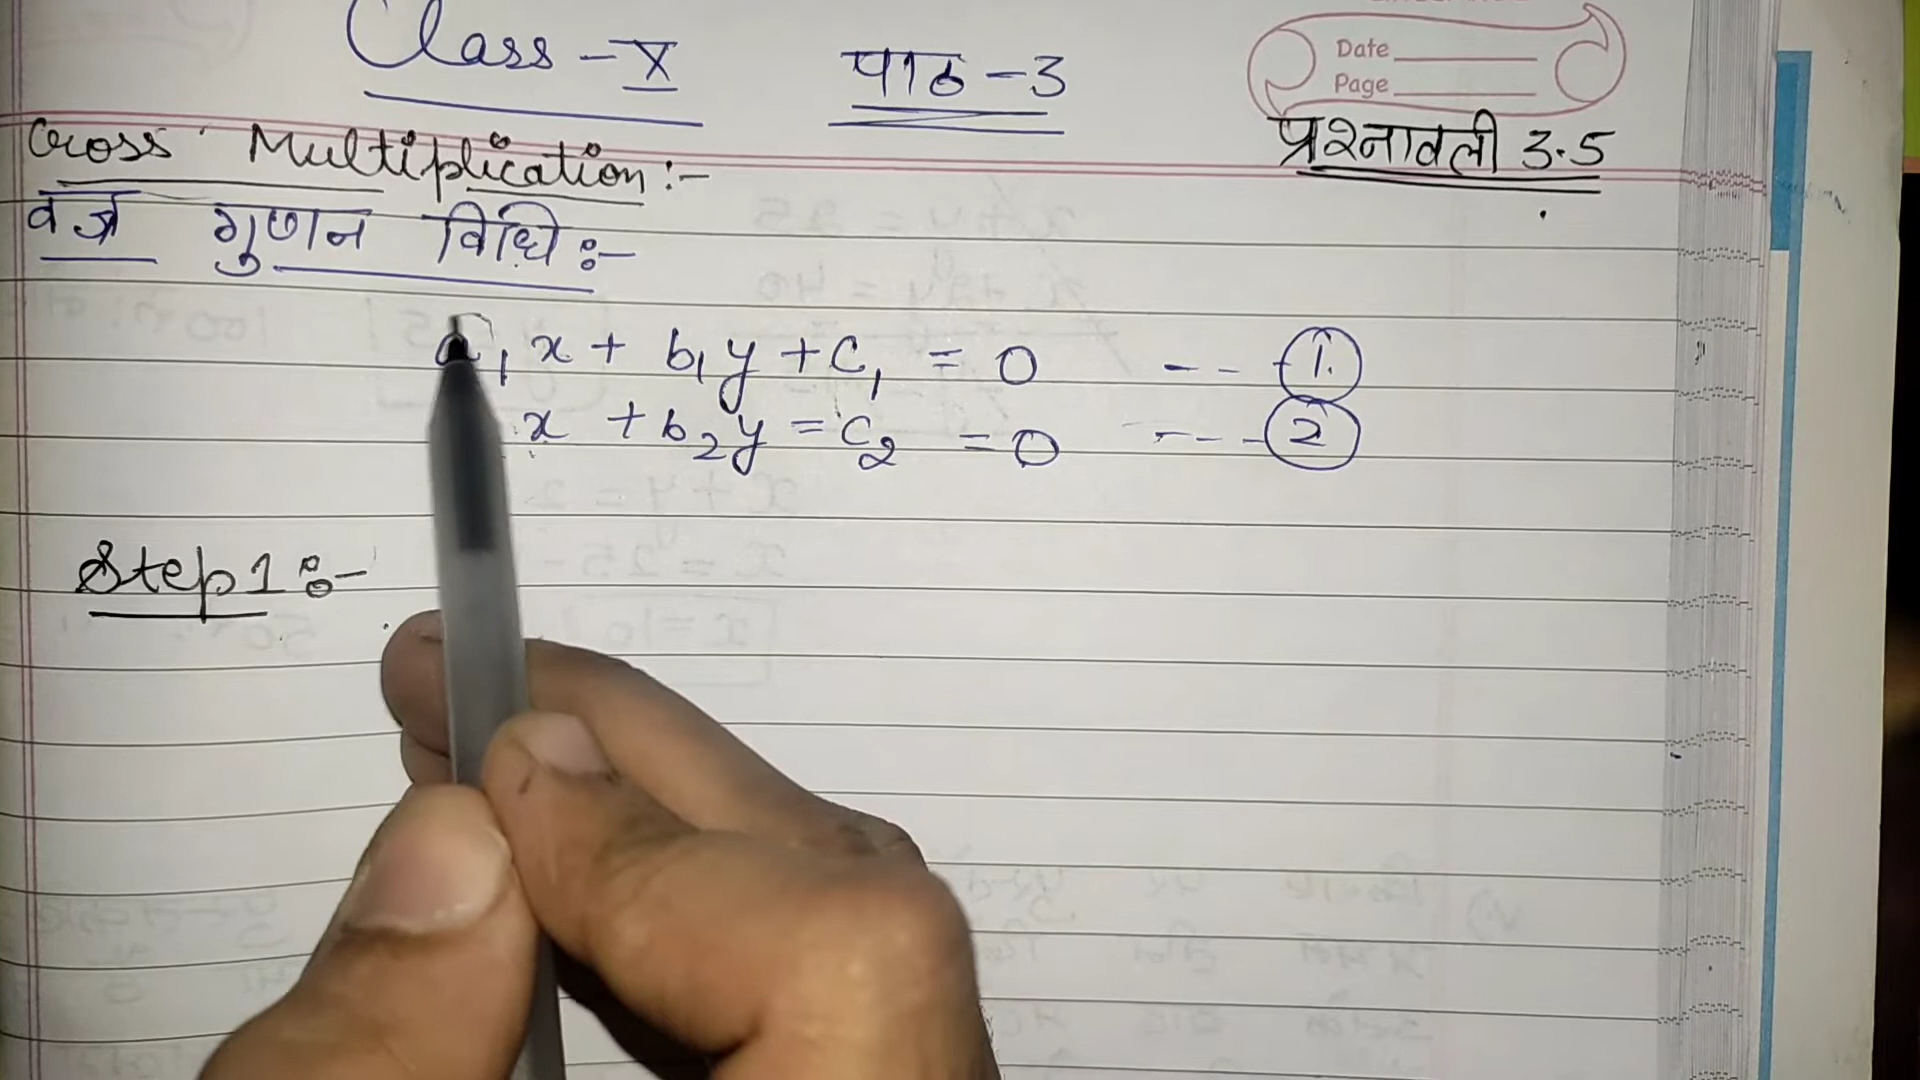 Class - X पाठ - 3
Date
Page
प्रश्नावली 3.5
Cross Multiplication :-
वज्र गुणन विधि :-
a₁x + b₁y + c₁ = 0 --- 1.
x + b₂y = c₂ = 0 --- 2
Step 1 :-